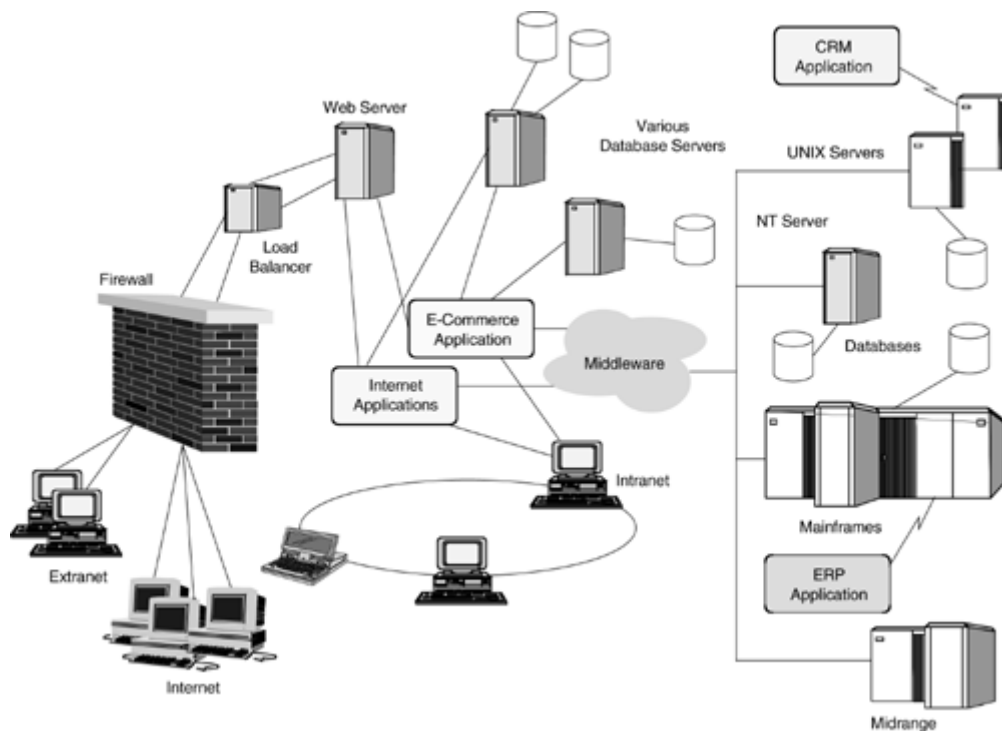 CRM
Application
Web Server
Various
Database Servers
UNIX Servers
Load
Balancer
NT Server
Firewall
E-Commerce
Application
Middleware
Databases
Internet
Applications
Intranet
Mainframes
Extranet
ERP
Application
Internet
Midrange